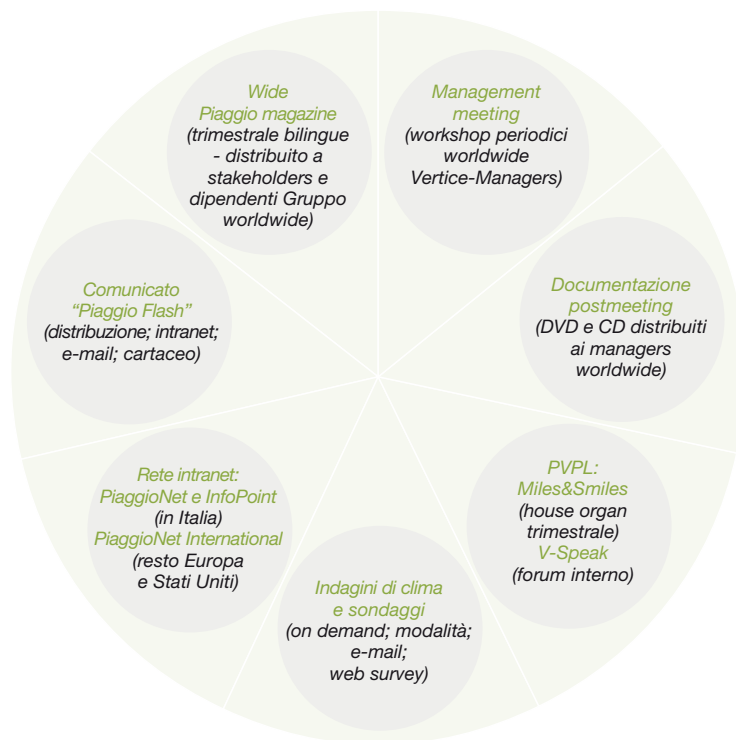 Wide
Piaggio magazine
(trimestrale bilingue
- distribuito a
stakeholders e
dipendenti Gruppo
worldwide)
Management
meeting
(workshop periodici
worldwide
Vertice-Managers)
Documentazione
postmeeting
(DVD e CD distribuiti
ai managers
worldwide)
PVPL:
Miles&Smiles
(house organ
trimestrale)
V-Speak
(forum interno)
Indagini di clima
e sondaggi
(on demand; modalità;
e-mail;
web survey)
Rete intranet:
PiaggioNet e InfoPoint
(in Italia)
PiaggioNet International
(resto Europa
e Stati Uniti)
Comunicato
“Piaggio Flash”
(distribuzione; intranet;
e-mail; cartaceo)